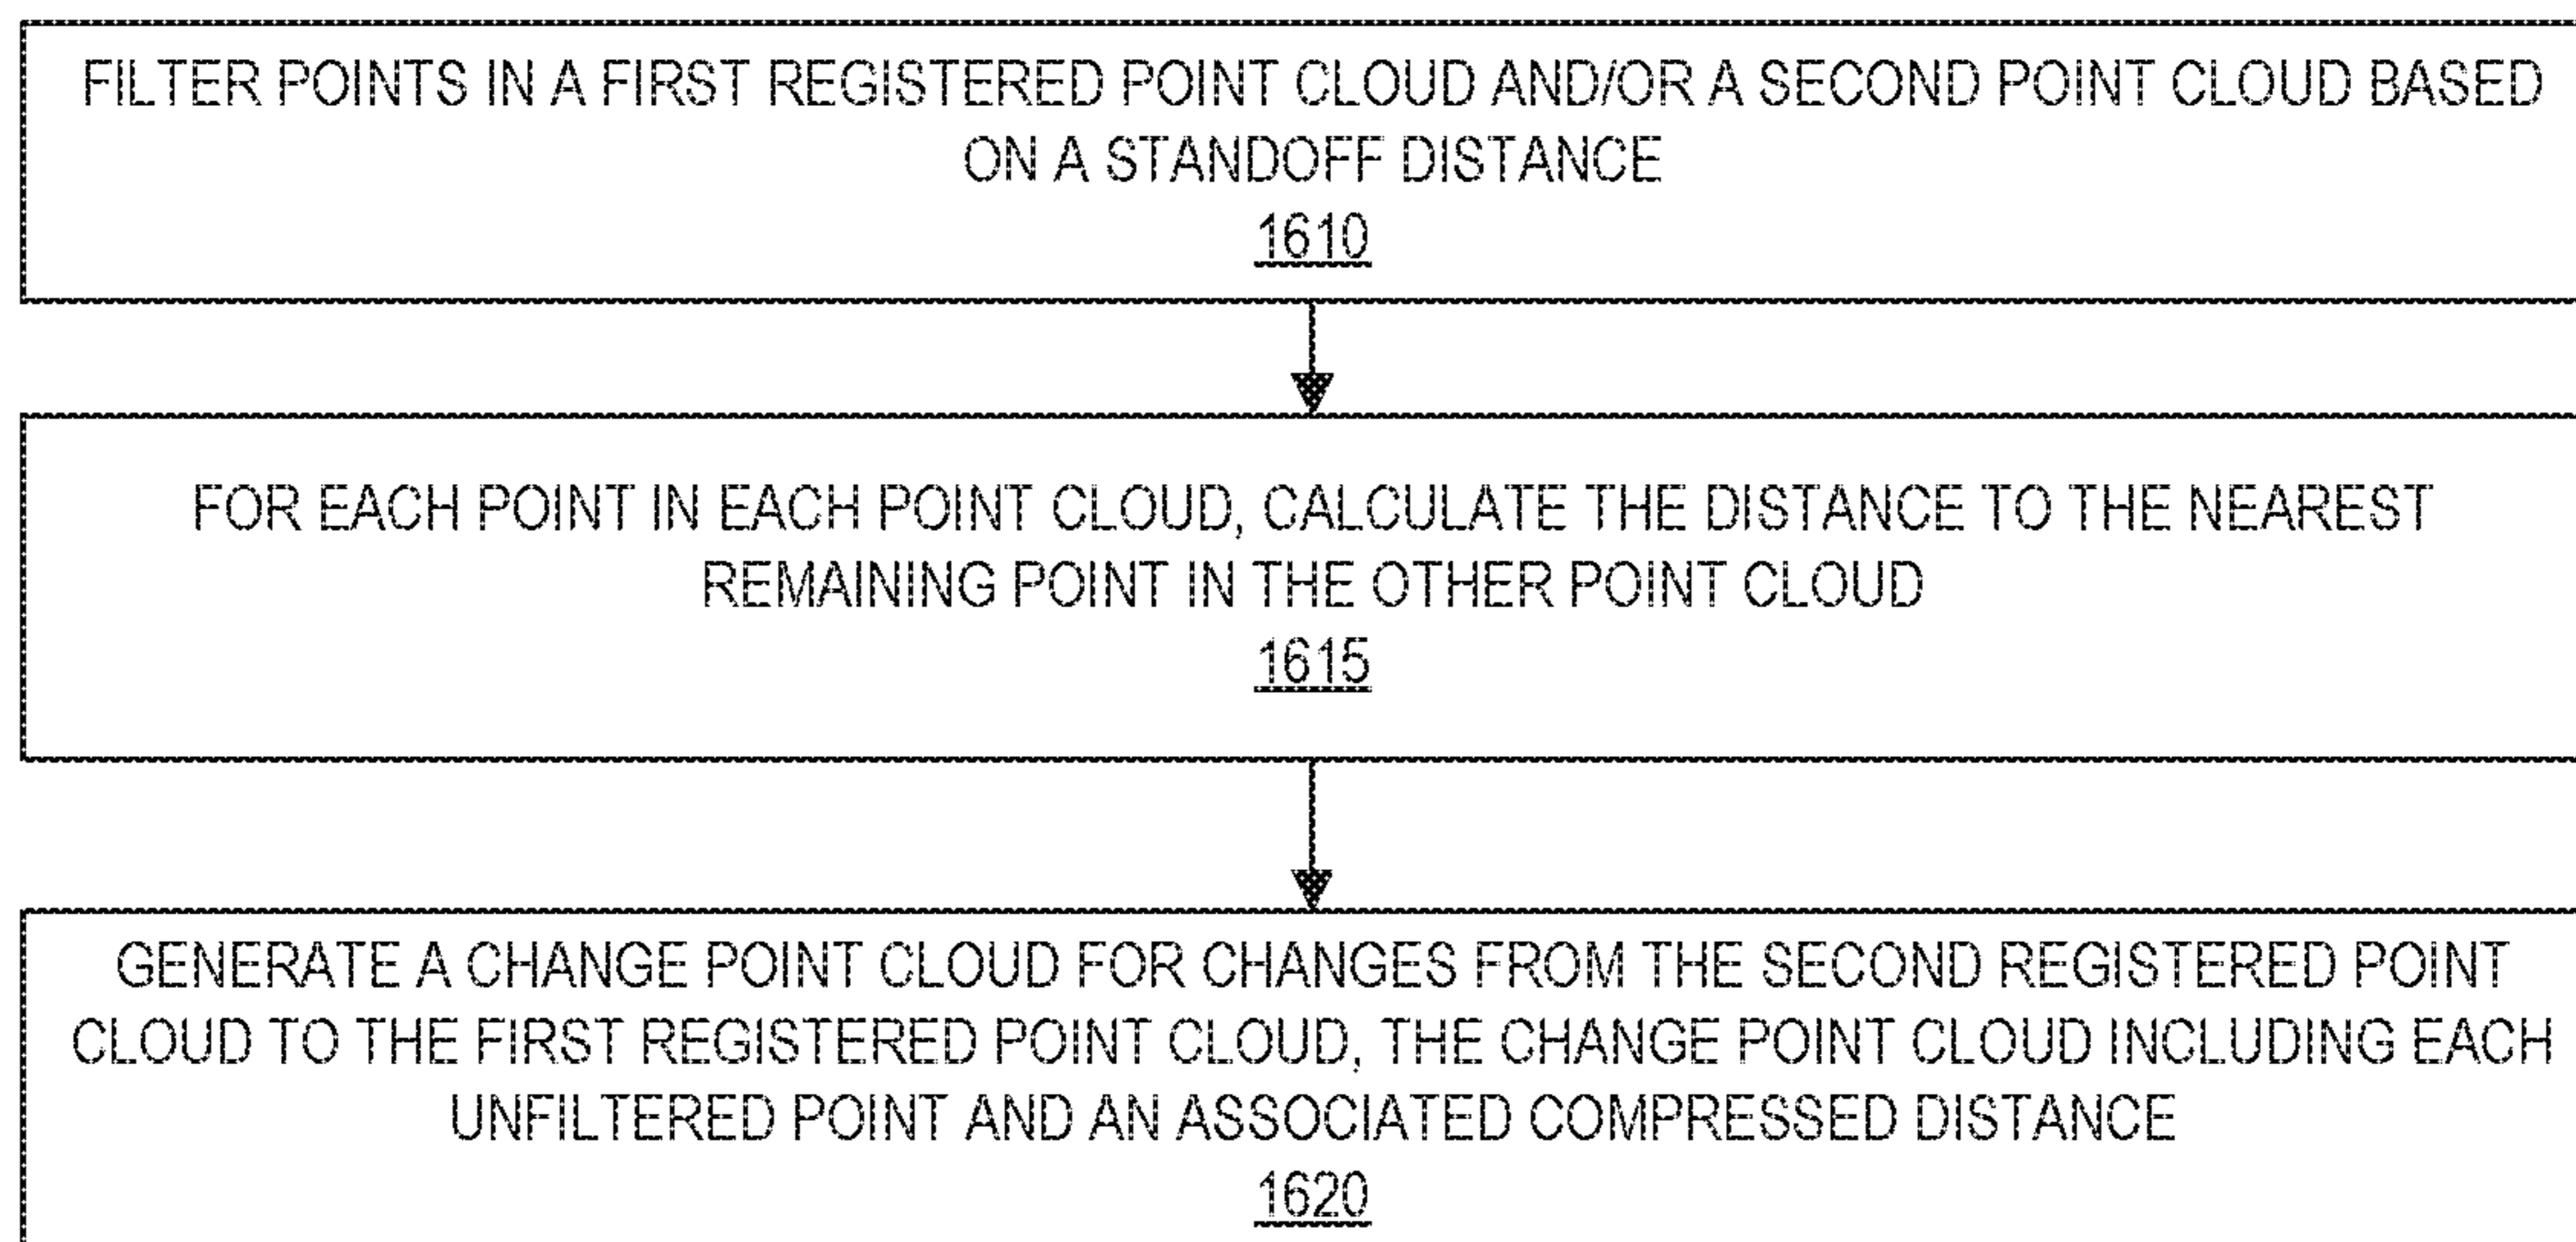 FILTER POINTS IN A FIRST REGISTERED POINT CLOUD AND/OR A SECOND POINT CLOUD BASED
ON A STANDOFF DISTANCE
1610
FOR EACH POINT IN EACH POINT CLOUD, CALCULATE THE DISTANCE TO THE NEAREST
REMAINING POINT IN THE OTHER POINT CLOUD
1615
GENERATE A CHANGE POINT CLOUD FOR CHANGES FROM THE SECOND REGISTERED POINT
CLOUD TO THE FIRST REGISTERED POINT CLOUD, THE CHANGE POINT CLOUD INCLUDING EACH
UNFILTERED POINT AND AN ASSOCIATED COMPRESSED DISTANCE
1620